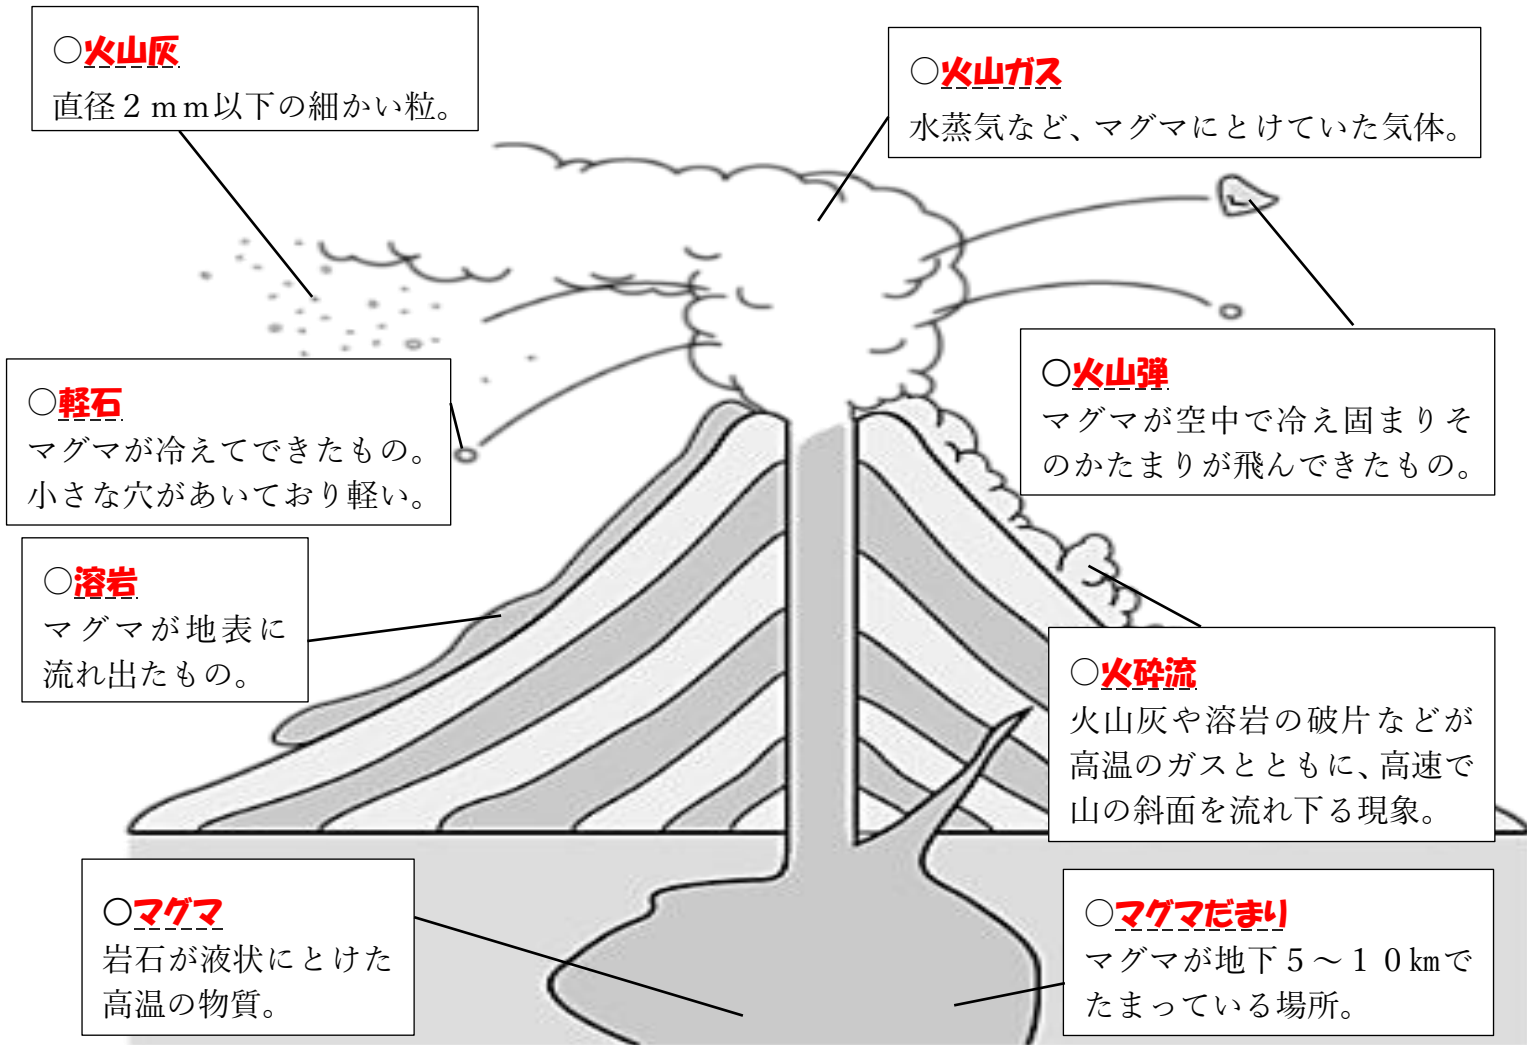 ○火山灰
直径２ｍｍ以下の細かい粒。
○火山ガス
水蒸気など、マグマにとけていた気体。
○軽石
マグマが冷えてできたもの。
小さな穴があいており軽い。
○火山弾
マグマが空中で冷え固まりそ
のかたまりが飛んできたもの。
○溶岩
マグマが地表に
流れ出たもの。
○火砕流
火山灰や溶岩の破片などが
高温のガスとともに、高速で
山の斜面を流れ下る現象。
○マグマ
岩石が液状にとけた
高温の物質。
○マグマだまり
マグマが地下５～１０㎞で
たまっている場所。